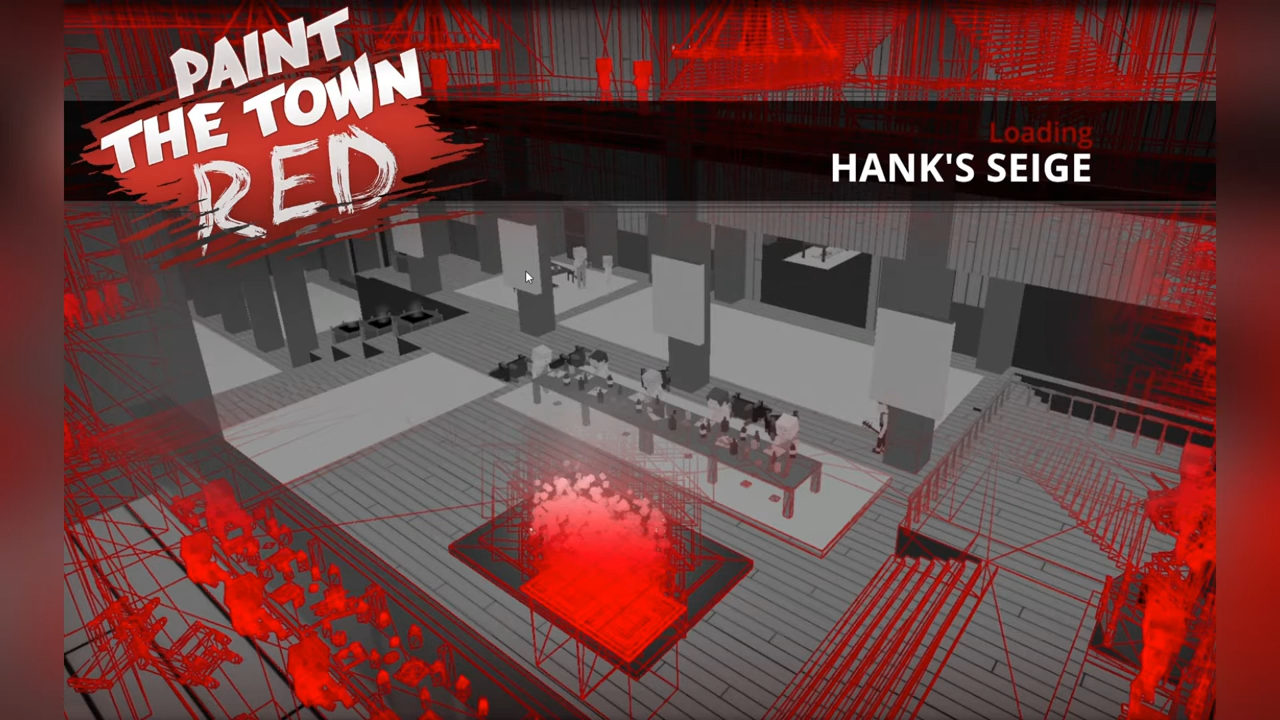 PAINT
THE TOWN
RED
Loading
HANK'S SEIGE